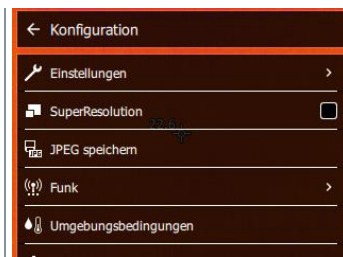 Konfiguration
Einstellungen
SuperResolution
JPEG speichern
Funk
Umgebungsbedingungen